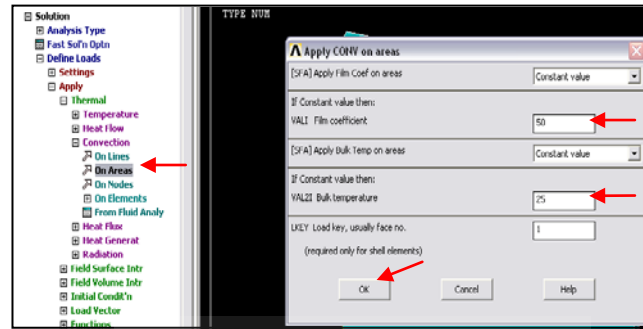 Solution
Analysis Type
Fast Sol'n Optn
Define Loads
Settings
Apply
Thermal
Temperature
Heat Flow
Convection
On Lines
On Areas
On Nodes
On Elements
From Fluid Analy
Heat Flux
Heat Generat
Radiation
Field Surface Intr
Field Volume Intr
Initial Condit'n
Load Vector
Functions
TYPE NUM
Apply CONV on areas
[SFA] Apply Film Coef on areas
Constant value
If Constant value then:
VALI Film coefficient
50
[SFA] Apply Bulk Temp on areas
Constant value
If Constant value then:
VAL2I Bulk temperature
25
LKEY Load key, usually face no.
1
(required only for shell elements)
OK
Cancel
Help